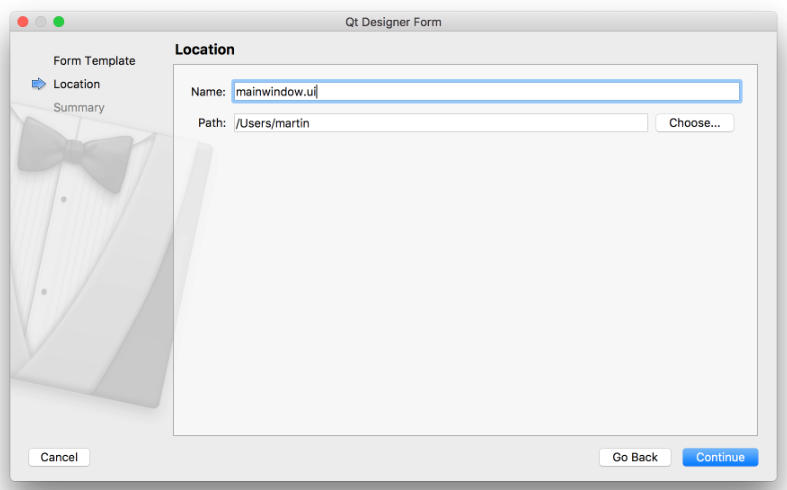 Qt Designer Form
Form Template
Location
Summary
Location
Name: mainwindow.ui
Path: /Users/martin Choose...
Cancel Go Back Continue